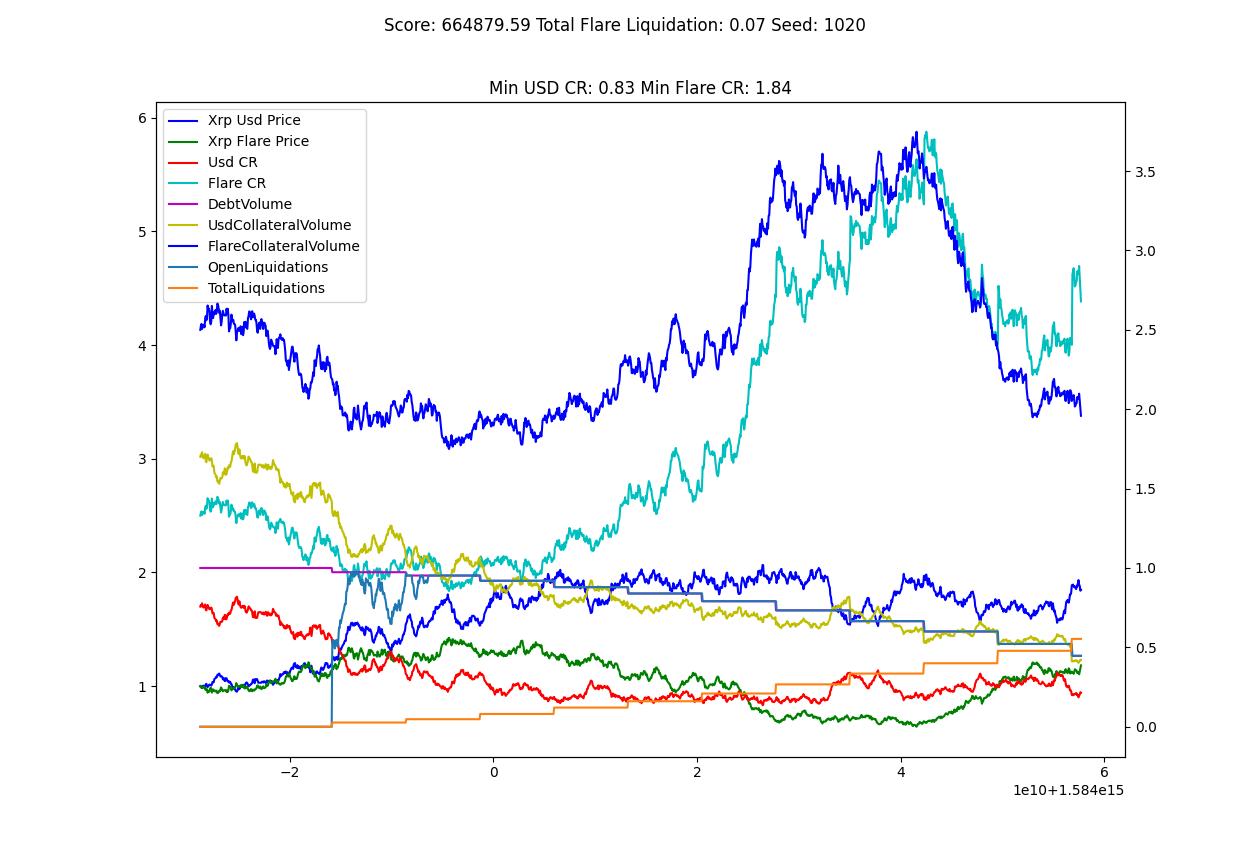 Score: 664879.59 Total Flare Liquidation: 0.07 Seed: 1020
Min USD CR: 0.83 Min Flare CR: 1.84
Xrp Usd Price
Xrp Flare Price
Usd CR
Flare CR
DebtVolume
UsdCollateralVolume
FlareCollateralVolume
OpenLiquidations
TotalLiquidations
6
5
4
3
2
1
3.5
3.0
2.5
2.0
1.5
1.0
0.5
0.0
−2
0
2
4
6
1e10+1.584e15